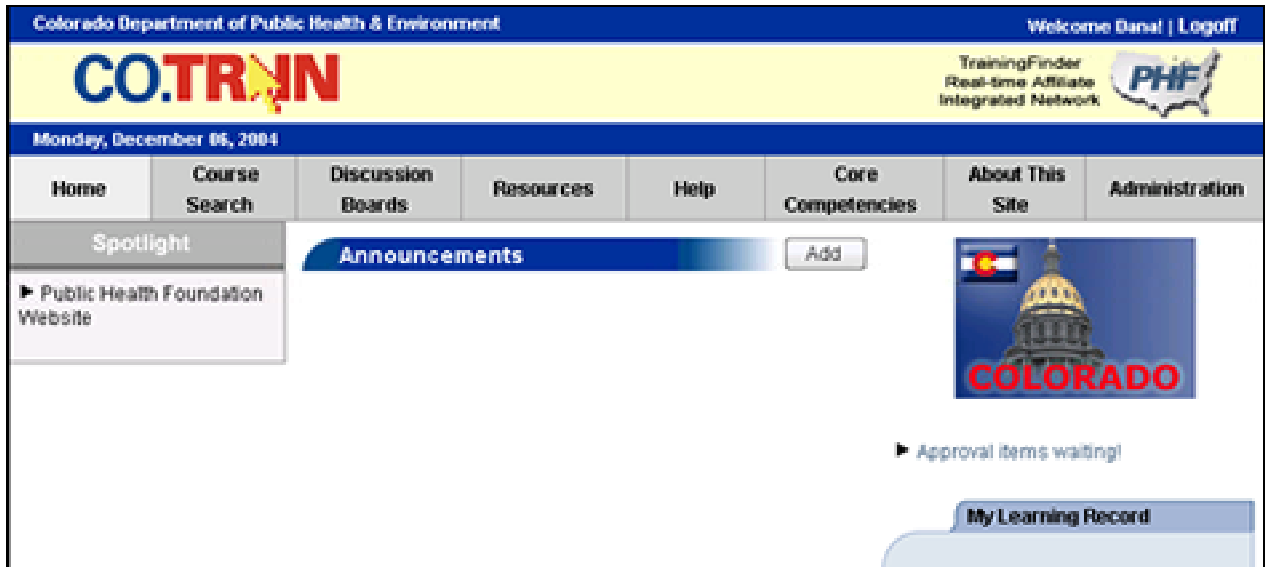 Colorado Department of Public Health & Environment
Welcome Dana! | Logoff
CO.TRAIN
TrainingFinder
Real-time Affiliate
Integrated Network
PHF
Monday, December 06, 2004
Home
Course
Search
Discussion
Boards
Resources
Help
Core
Competencies
About This
Site
Administration
Spotlight
Public Health Foundation
Website
Announcements
Add
C
COLORADO
Approval items waiting!
My Learning Record